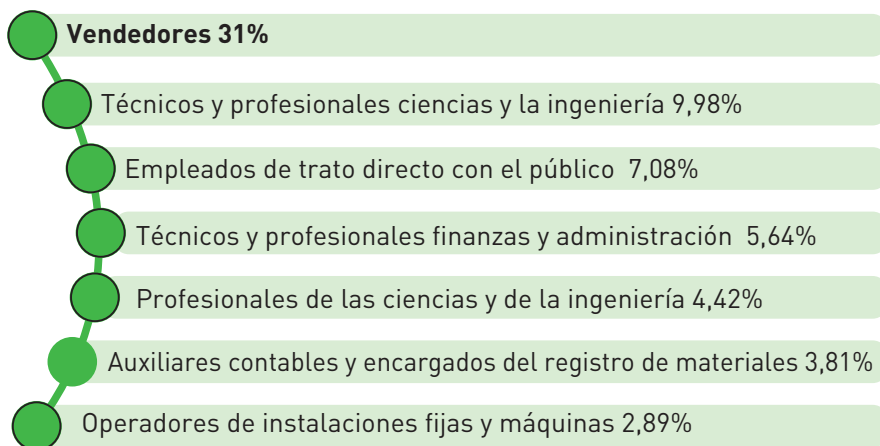 Vendedores 31%
Técnicos y profesionales ciencias y la ingeniería 9,98%
Empleados de trato directo con el público 7,08%
Técnicos y profesionales finanzas y administración 5,64%
Profesionales de las ciencias y de la ingeniería 4,42%
Auxiliares contables y encargados del registro de materiales 3,81%
Operadores de instalaciones fijas y máquinas 2,89%